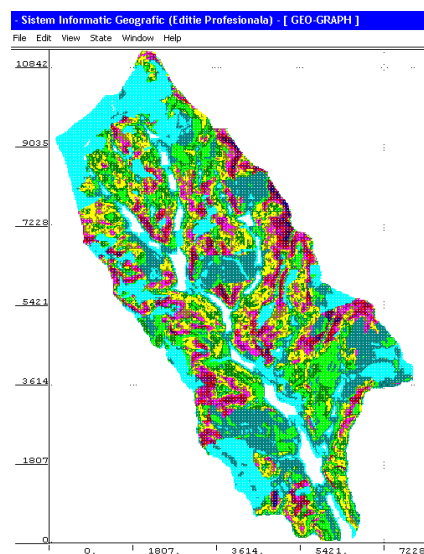 - Sistem Informatic Geografic (Editie Profesionala) - [ GEO-GRAPH ]
File Edit View State Window Help
10842
9035
7228
5421
3614
1807
0
0. 1807. 3614. 5421. 7228